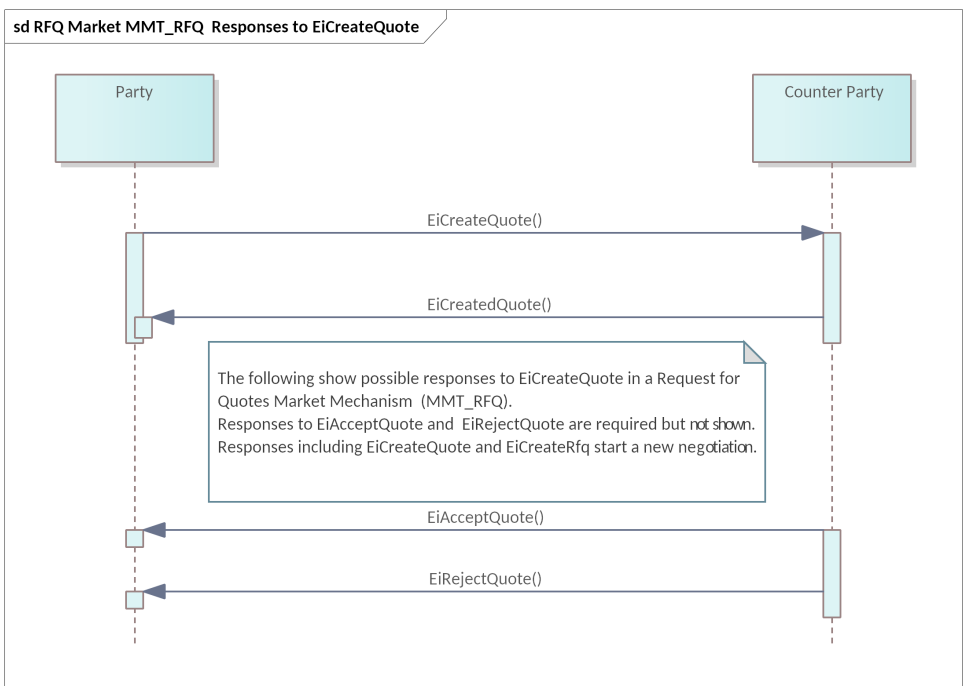 sd RFQ Market MMT_RFQ  Responses to EiCreateQuote
Party
Counter Party
EiCreateQuote()
EiCreatedQuote()
The following show possible responses to EiCreateQuote in a Request for
Quotes Market Mechanism  (MMT_RFQ).
Responses to EiAcceptQuote and  EiRejectQuote are required but not shown.
Responses including EiCreateQuote and EiCreateRfq start a new negotiation.
EiAcceptQuote()
EiRejectQuote()